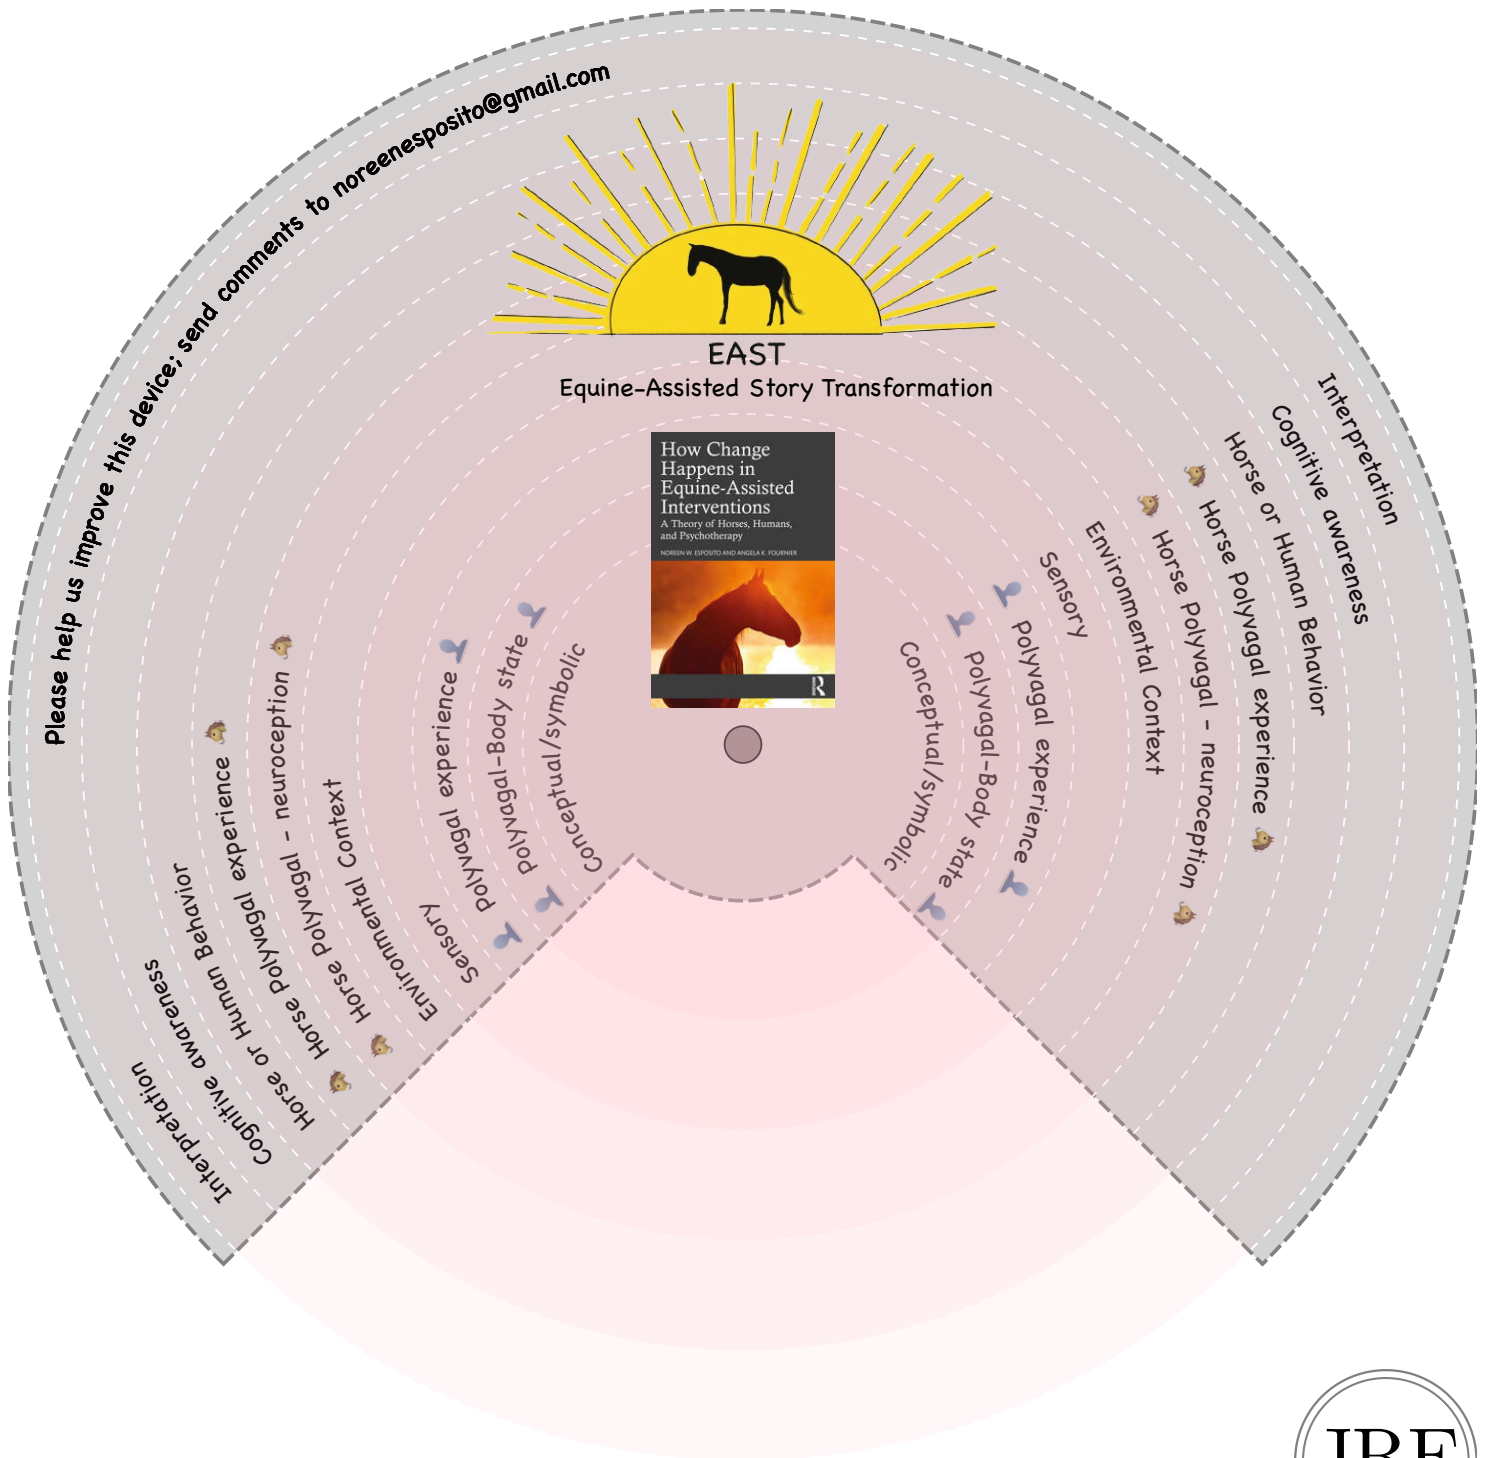 Please help us improve this device; send comments to noreenesposito@gmail.com
EAST
Equine-Assisted Story Transformation
How Change
Happens in
Equine-Assisted
Interventions
A Theory of Horses, Humans,
and Psychotherapy
NOREEN W. ESPOSITO AND ANGELA K. FOURNIER
R
Interpretation
Cognitive awareness
Horse or Human Behavior
Horse Polyvagal experience
Horse Polyvagal - neuroception
Environmental Context
Sensory
Polyvagal experience
Polyvagal-Body state
Conceptual/symbolic
Conceptual/symbolic
Polyvagal-Body state
Polyvagal experience
Sensory
Environmental Context
Horse Polyvagal - neuroception
Horse Polyvagal experience
Horse or Human Behavior
Cognitive awareness
Interpretation